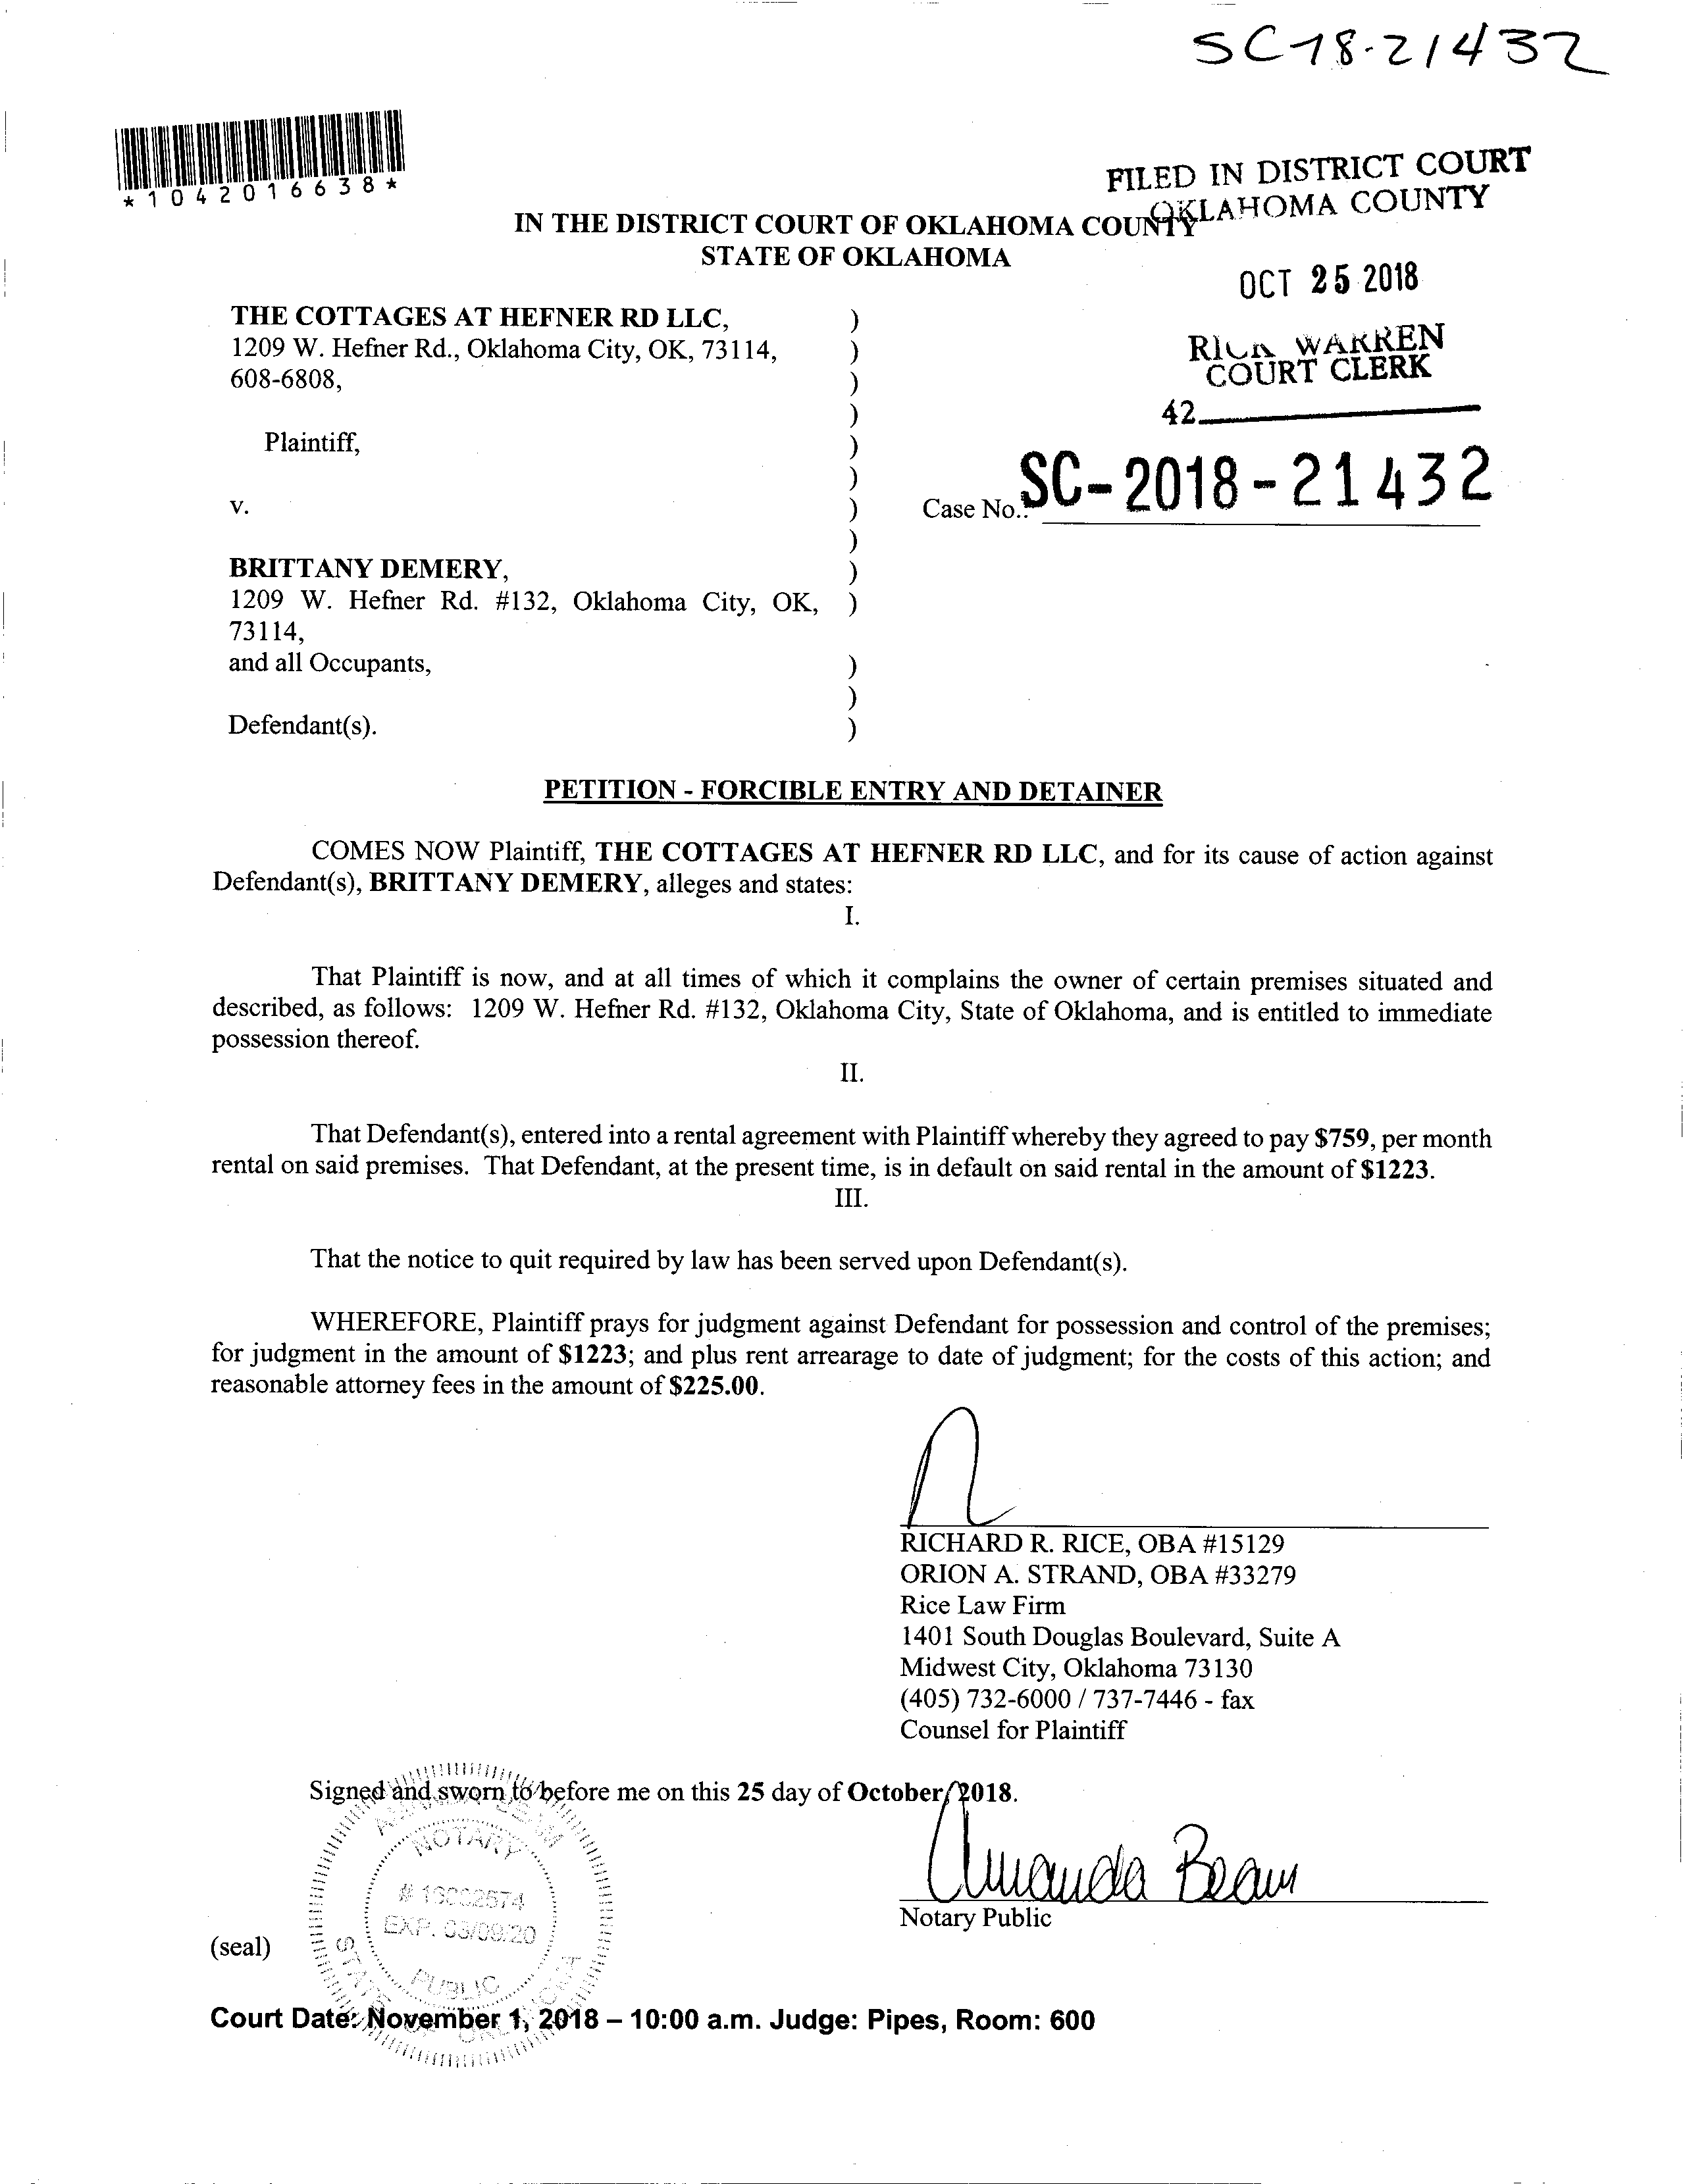 SC-18-21432
*1042016638*
FILED IN DISTRICT COURT
OKLAHOMA COUNTY
IN THE DISTRICT COURT OF OKLAHOMA COUNTY
STATE OF OKLAHOMA
OCT 25 2018
RICK WARREN
COURT CLERK
42
THE COTTAGES AT HEFNER RD LLC, )
1209 W. Hefner Rd., Oklahoma City, OK, 73114, )
608-6808, )
)
Plaintiff, )
)
v. )
Case No.: SC-2018-21432
)
BRITTANY DEMERY, )
1209 W. Hefner Rd. #132, Oklahoma City, OK, )
73114,
and all Occupants, )
)
Defendant(s). )
PETITION - FORCIBLE ENTRY AND DETAINER
COMES NOW Plaintiff, THE COTTAGES AT HEFNER RD LLC, and for its cause of action against
Defendant(s), BRITTANY DEMERY, alleges and states:
I.
That Plaintiff is now, and at all times of which it complains the owner of certain premises situated and
described, as follows: 1209 W. Hefner Rd. #132, Oklahoma City, State of Oklahoma, and is entitled to immediate
possession thereof.
II.
That Defendant(s), entered into a rental agreement with Plaintiff whereby they agreed to pay $759, per month
rental on said premises. That Defendant, at the present time, is in default on said rental in the amount of $1223.
III.
That the notice to quit required by law has been served upon Defendant(s).
WHEREFORE, Plaintiff prays for judgment against Defendant for possession and control of the premises;
for judgment in the amount of $1223; and plus rent arrearage to date of judgment; for the costs of this action; and
reasonable attorney fees in the amount of $225.00.
RICHARD R. RICE, OBA #15129
ORION A. STRAND, OBA #33279
Rice Law Firm
1401 South Douglas Boulevard, Suite A
Midwest City, Oklahoma 73130
(405) 732-6000 / 737-7446 - fax
Counsel for Plaintiff
Signed and sworn to before me on this 25 day of October, 2018.
NOTARY
# 16002574
EXP. 03/09/20
PUBLIC
STATE OF OKLAHOMA
Amanda Beam
Notary Public
(seal)
Court Date: November 1, 2018 – 10:00 a.m. Judge: Pipes, Room: 600